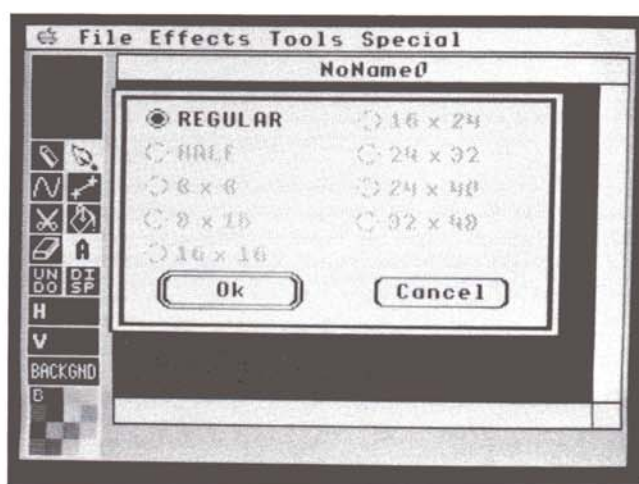 File Effects Tools Special
NoName0
REGULAR
16 x 24
HALF
24 x 32
8 x 8
24 x 40
8 x 16
32 x 40
16 x 16
Ok
Cancel
A
UN
DO
DI
SP
H
V
BACKGND
B